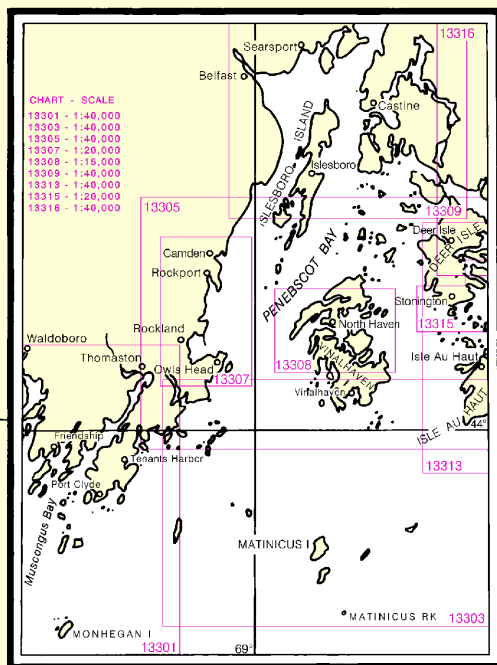 13316
Searsport
Belfast
CHART - SCALE
13301 - 1:40,000
13303 - 1:40,000
13305 - 1:40,000
13307 - 1:20,000
13308 - 1:15,000
13309 - 1:40,000
13313 - 1:40,000
13315 - 1:20,000
13316 - 1:40,000
Castine
ISLESBORO ISLAND
Islesboro
13305
13309
Deer Isle
DEER ISLE
PENEBSCOT BAY
Camden
Rockport
Stonington
13315
North Haven
Rockland
Waldoboro
Thomaston
Owls Head
13307
13308
VINALHAVEN I
Isle Au Haut
Vinalhaven
ISLE AU HAUT
44°
Friendship
Tenants Harbor
13313
Port Clyde
Muscongus Bay
MATINICUS I
MATINICUS RK
13303
MONHEGAN I
13301
69°